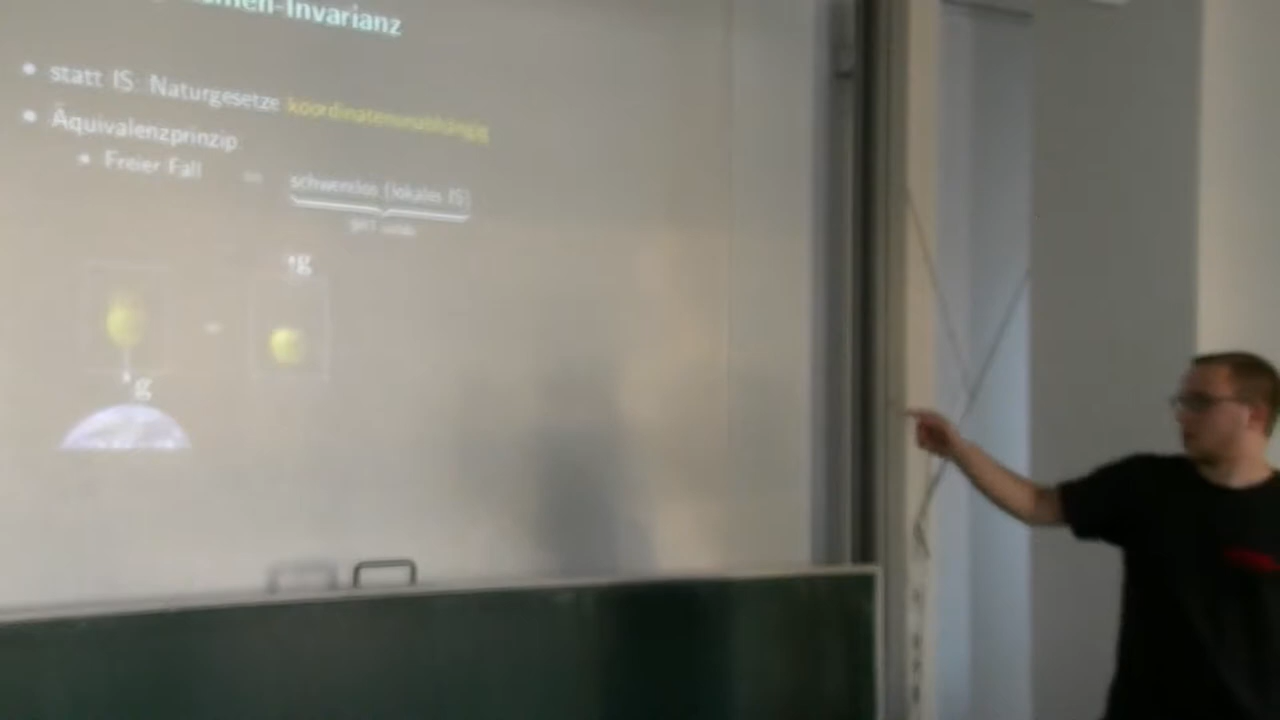 -Invarianz
• statt IS: Naturgesetze koordinatenunabhängig
• Äquivalenzprinzip
• Freier Fall = schwerelos (lokales IS)
g
g